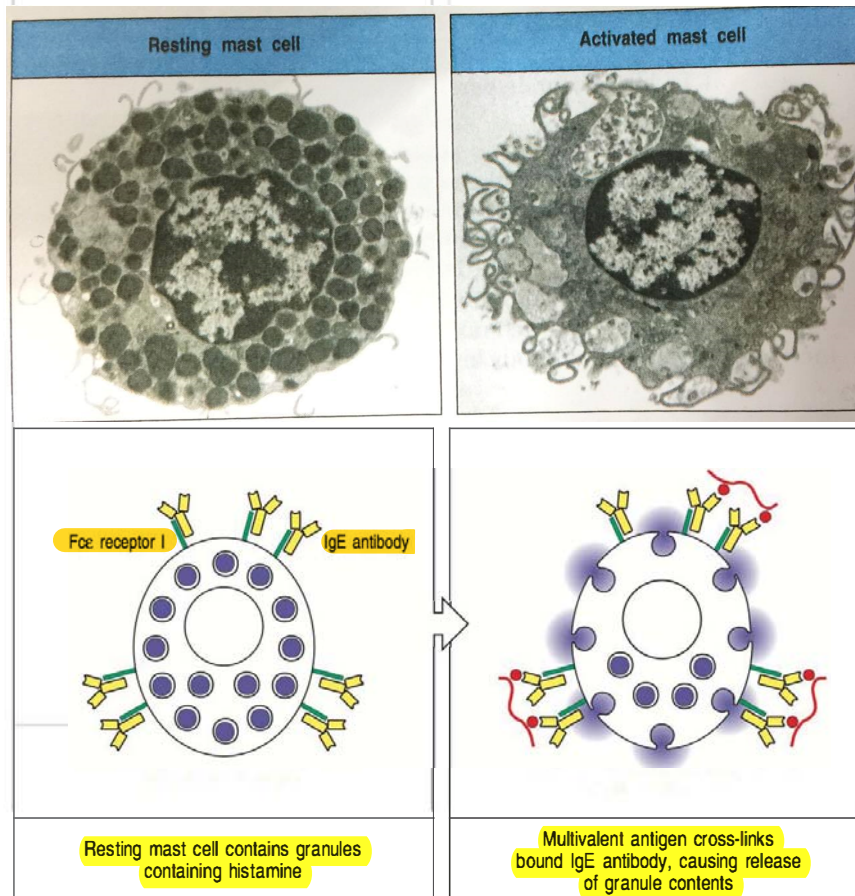 Resting mast cell
Activated mast cell
Fcε receptor I
IgE antibody
Resting mast cell contains granules
containing histamine
Multivalent antigen cross-links
bound IgE antibody, causing release
of granule contents